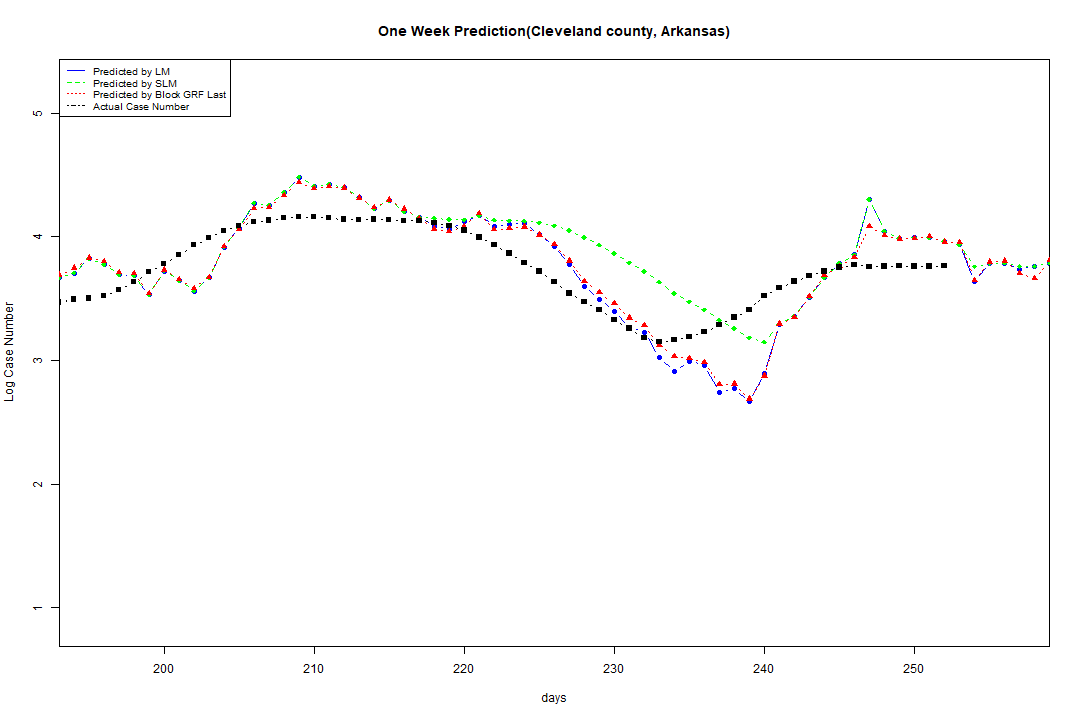 One Week Prediction(Cleveland county, Arkansas)
Predicted by LM
Predicted by SLM
Predicted by Block GRF Last
Actual Case Number
5
4
3
2
1
Log Case Number
200 210 220 230 240 250
days